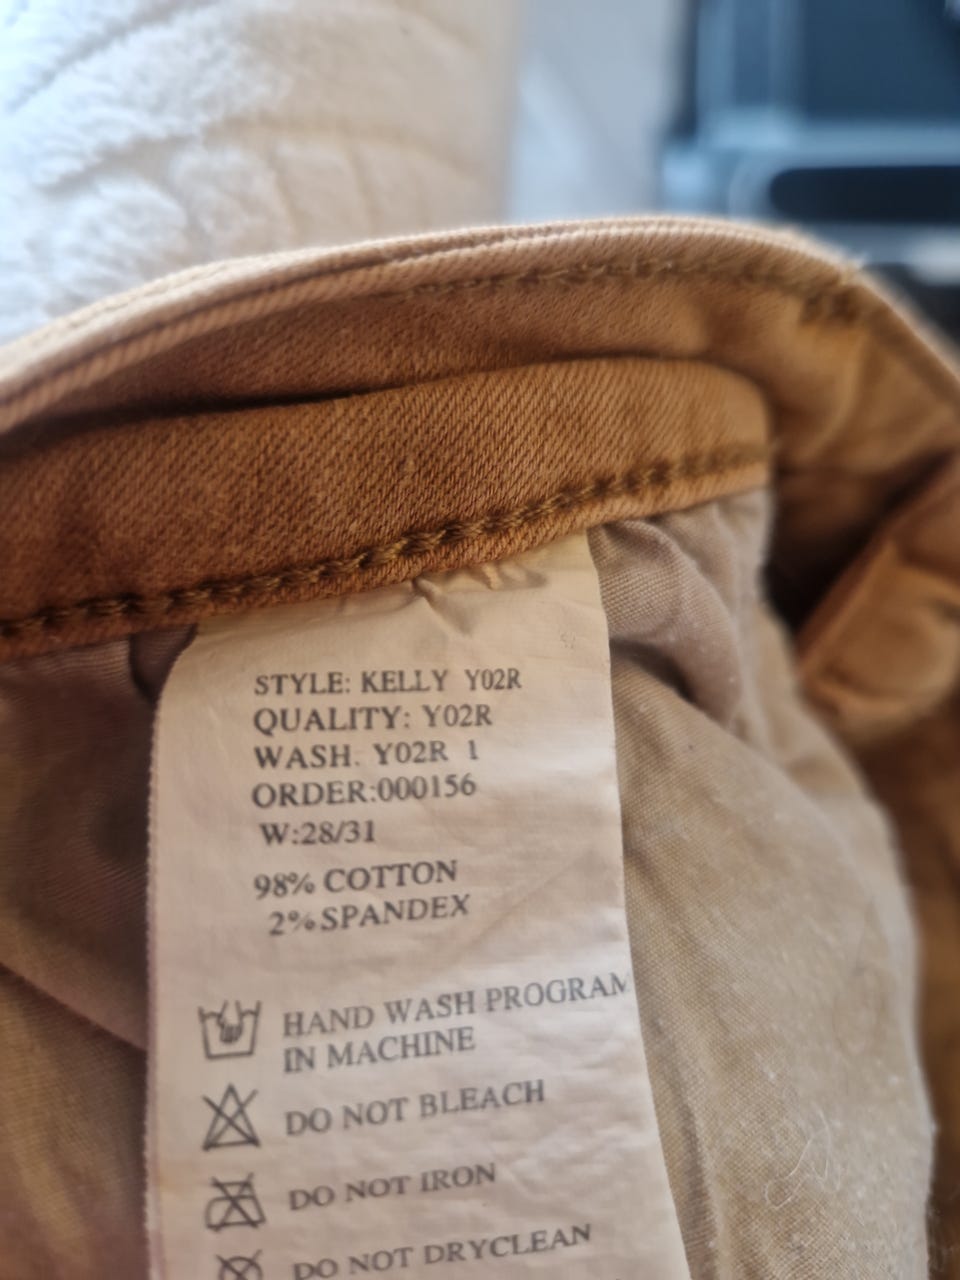 STYLE: KELLY Y02R
QUALITY: Y02R
WASH. Y02R 1
ORDER:000156
W:28/31
98% COTTON
2% SPANDEX
HAND WASH PROGRAM
IN MACHINE
DO NOT BLEACH
DO NOT IRON
DO NOT DRYCLEAN